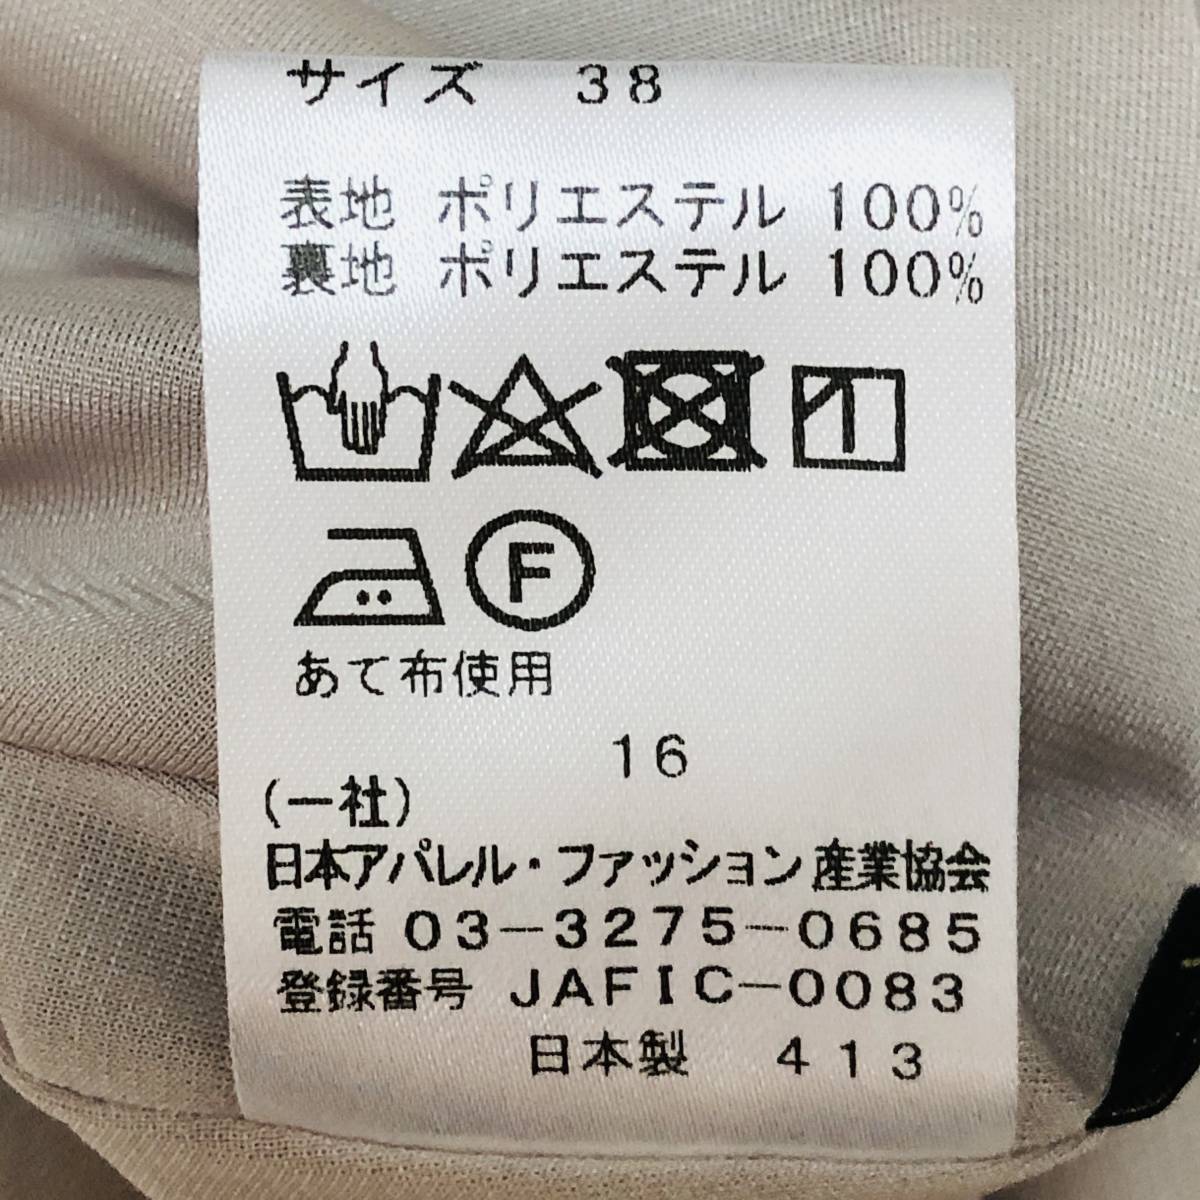 サイズ 38
表地 ポリエステル 100%
裏地 ポリエステル 100%
F
あて布使用
16
(一社)
日本アパレル・ファッション産業協会
電話 03-3275-0685
登録番号 JAFIC-0083
日本製 413